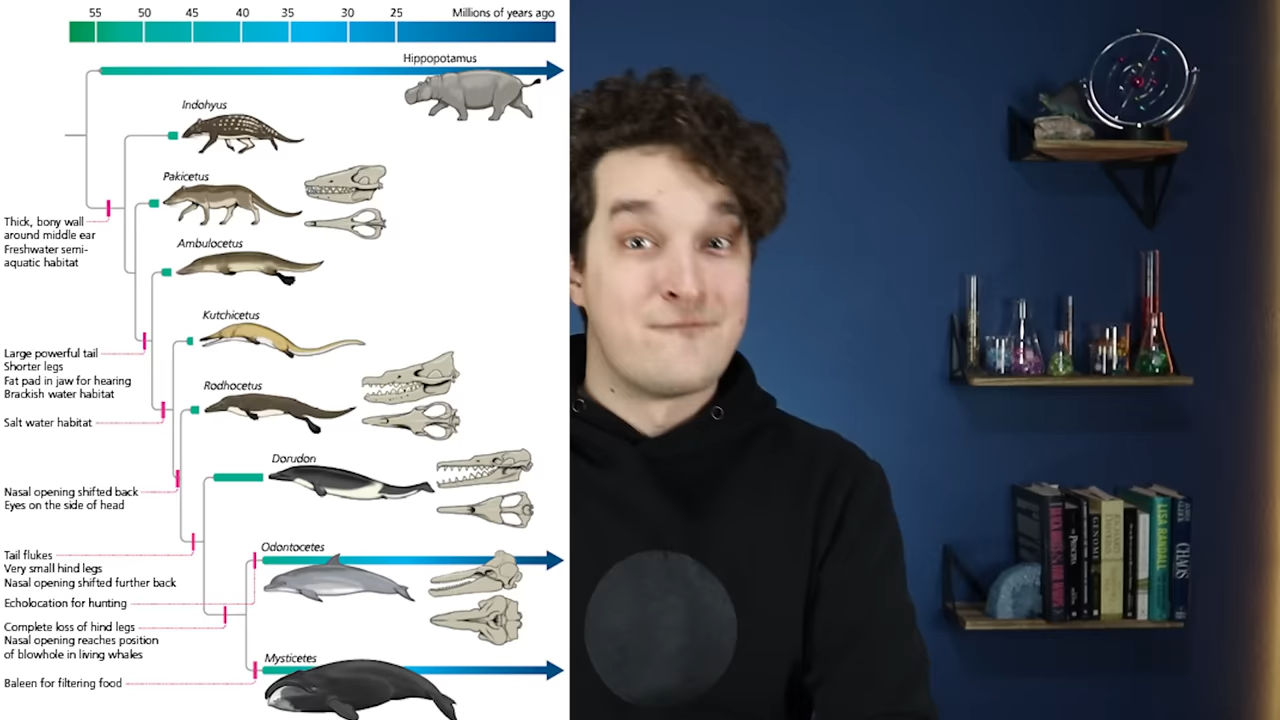 55 50 45 40 35 30 25 Millions of years ago
Hippopotamus
Indohyus
Pakicetus
Thick, bony wall
around middle ear
Freshwater semi-
aquatic habitat
Ambulocetus
Kutchicetus
Large powerful tail
Shorter legs
Fat pad in jaw for hearing
Brackish water habitat
Rodhocetus
Salt water habitat
Dorudon
Nasal opening shifted back
Eyes on the side of head
Odontocetes
Tail flukes
Very small hind legs
Nasal opening shifted further back
Echolocation for hunting
Complete loss of hind legs
Nasal opening reaches position
of blowhole in living whales
Mysticetes
Baleen for filtering food
GENOME
LISA RANDALL
CHAOS